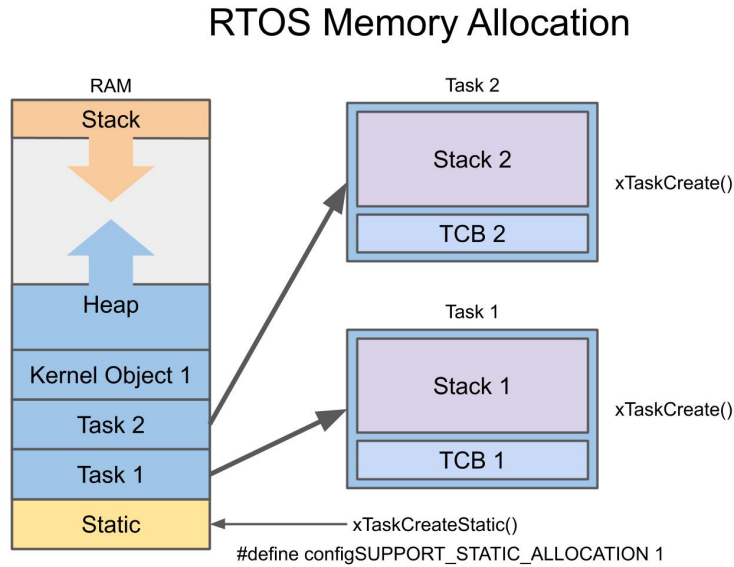 RTOS Memory Allocation
RAM
Stack
Heap
Kernel Object 1
Task 2
Task 1
Static
Task 2
Stack 2
TCB 2
xTaskCreate()
Task 1
Stack 1
TCB 1
xTaskCreate()
xTaskCreateStatic()
#define configSUPPORT_STATIC_ALLOCATION 1